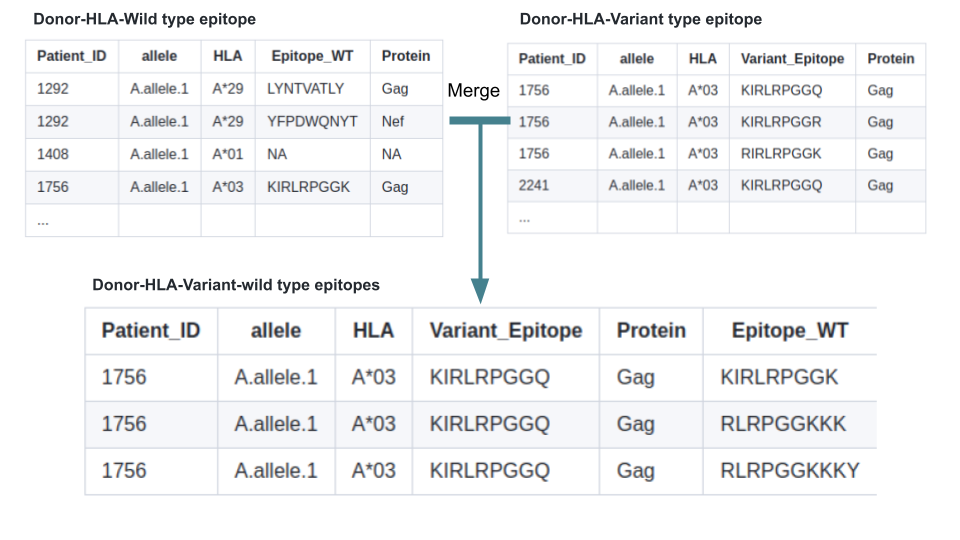 Donor-HLA-Wild type epitope
Patient_ID allele HLA Epitope_WT Protein
1292 A.allele.1 A*29 LYNTVATLY Gag
1292 A.allele.1 A*29 YFPDWQNYT Nef
1408 A.allele.1 A*01 NA NA
1756 A.allele.1 A*03 KIRLRPGGK Gag
...
Merge
Donor-HLA-Variant type epitope
Patient_ID allele HLA Variant_Epitope Protein
1756 A.allele.1 A*03 KIRLRPGGQ Gag
1756 A.allele.1 A*03 KIRLRPGGR Gag
1756 A.allele.1 A*03 RIRLRPGGK Gag
2241 A.allele.1 A*03 KIRLRPGGQ Gag
...
Donor-HLA-Variant-wild type epitopes
Patient_ID allele HLA Variant_Epitope Protein Epitope_WT
1756 A.allele.1 A*03 KIRLRPGGQ Gag KIRLRPGGK
1756 A.allele.1 A*03 KIRLRPGGQ Gag RLRPGGKKK
1756 A.allele.1 A*03 KIRLRPGGQ Gag RLRPGGKKKY